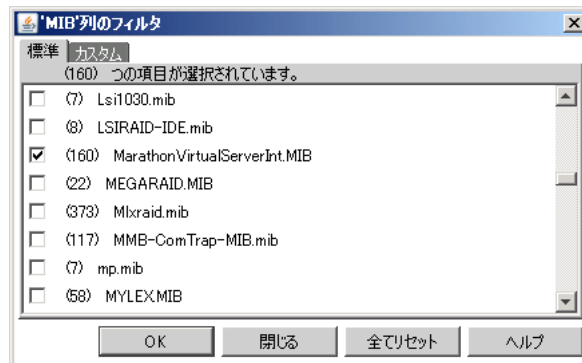 'MIB'列のフィルタ
標準 カスタム
(160) つの項目が選択されています。
(7) Lsi1030.mib
(8) LSIRAID-IDE.mib
(160) MarathonVirtualServerInt.MIB
(22) MEGARAID.MIB
(373) Mlxraid.mib
(117) MMB-ComTrap-MIB.mib
(7) mp.mib
(58) MYLEX.MIB
OK 閉じる 全てリセット ヘルプ